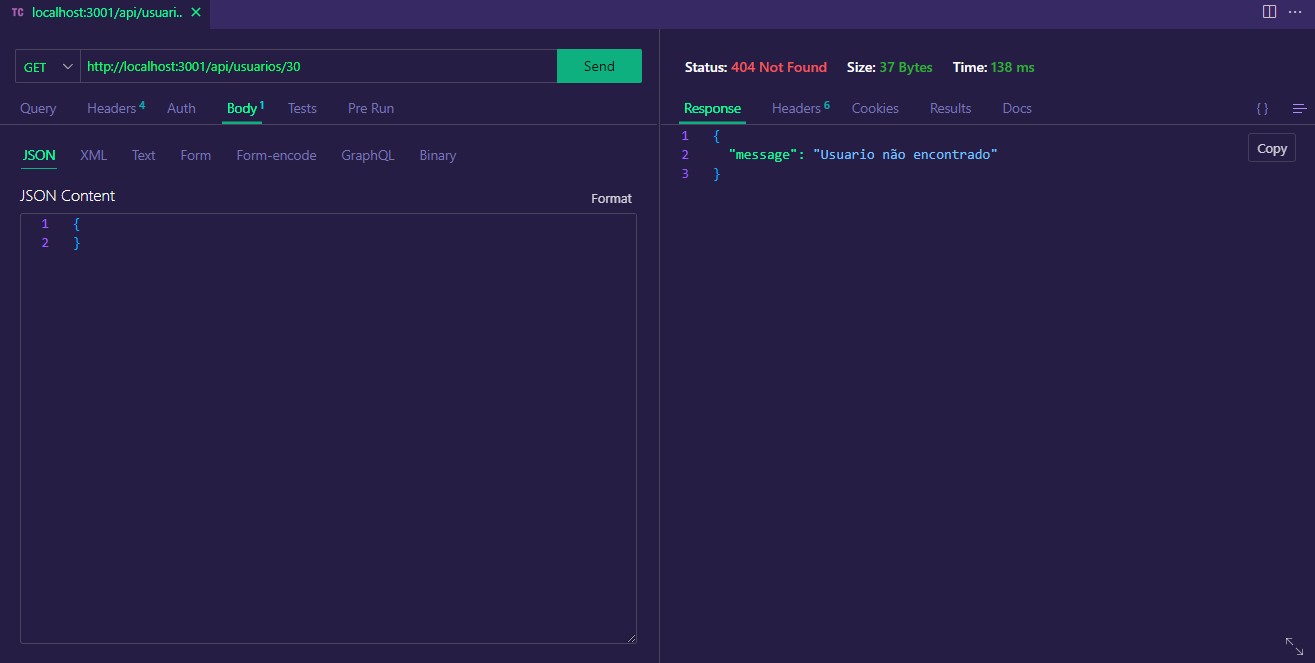 TC localhost:3001/api/usuari.. ✕
GET http://localhost:3001/api/usuarios/30 Send
Query Headers 4 Auth Body 1 Tests Pre Run
JSON XML Text Form Form-encode GraphQL Binary
JSON Content Format
1 {
2 }
Status: 404 Not Found Size: 37 Bytes Time: 138 ms
Response Headers 6 Cookies Results Docs { }
Copy
1 {
2 "message": "Usuario não encontrado"
3 }